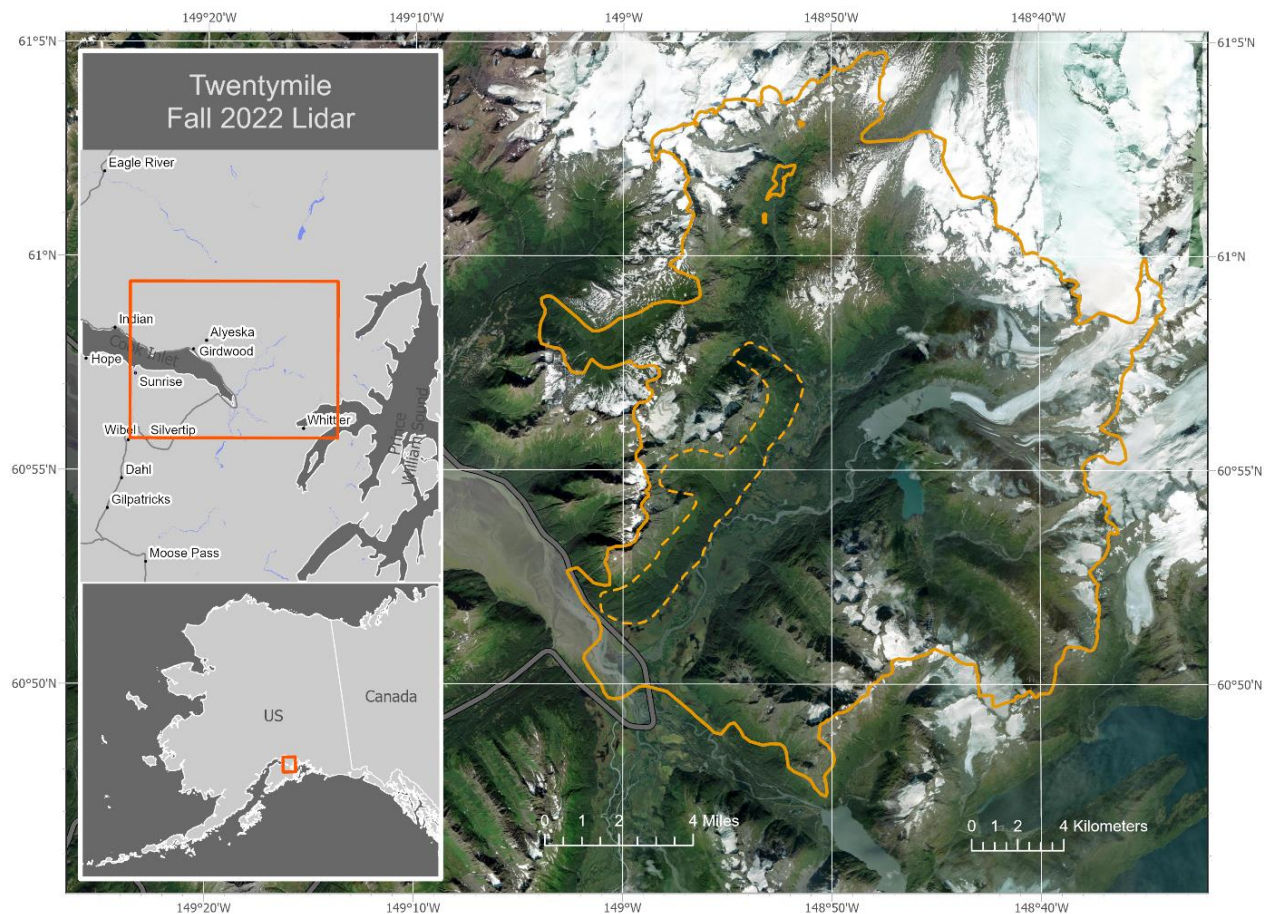 149°20'W
149°10'W
149°W
148°50'W
148°40'W
61°5'N
61°5'N
Twentymile
Fall 2022 Lidar
Eagle River
61°N
61°N
Indian
Alyeska
Girdwood
Cook Inlet
Hope
Sunrise
Whittier
Wibel
Silvertip
Prince
William Sound
60°55'N
60°55'N
Dahl
Gilpatricks
Moose Pass
60°50'N
60°50'N
Canada
US
0 1 2 4 Miles
0 1 2 4 Kilometers
149°20'W
149°10'W
149°W
148°50'W
148°40'W